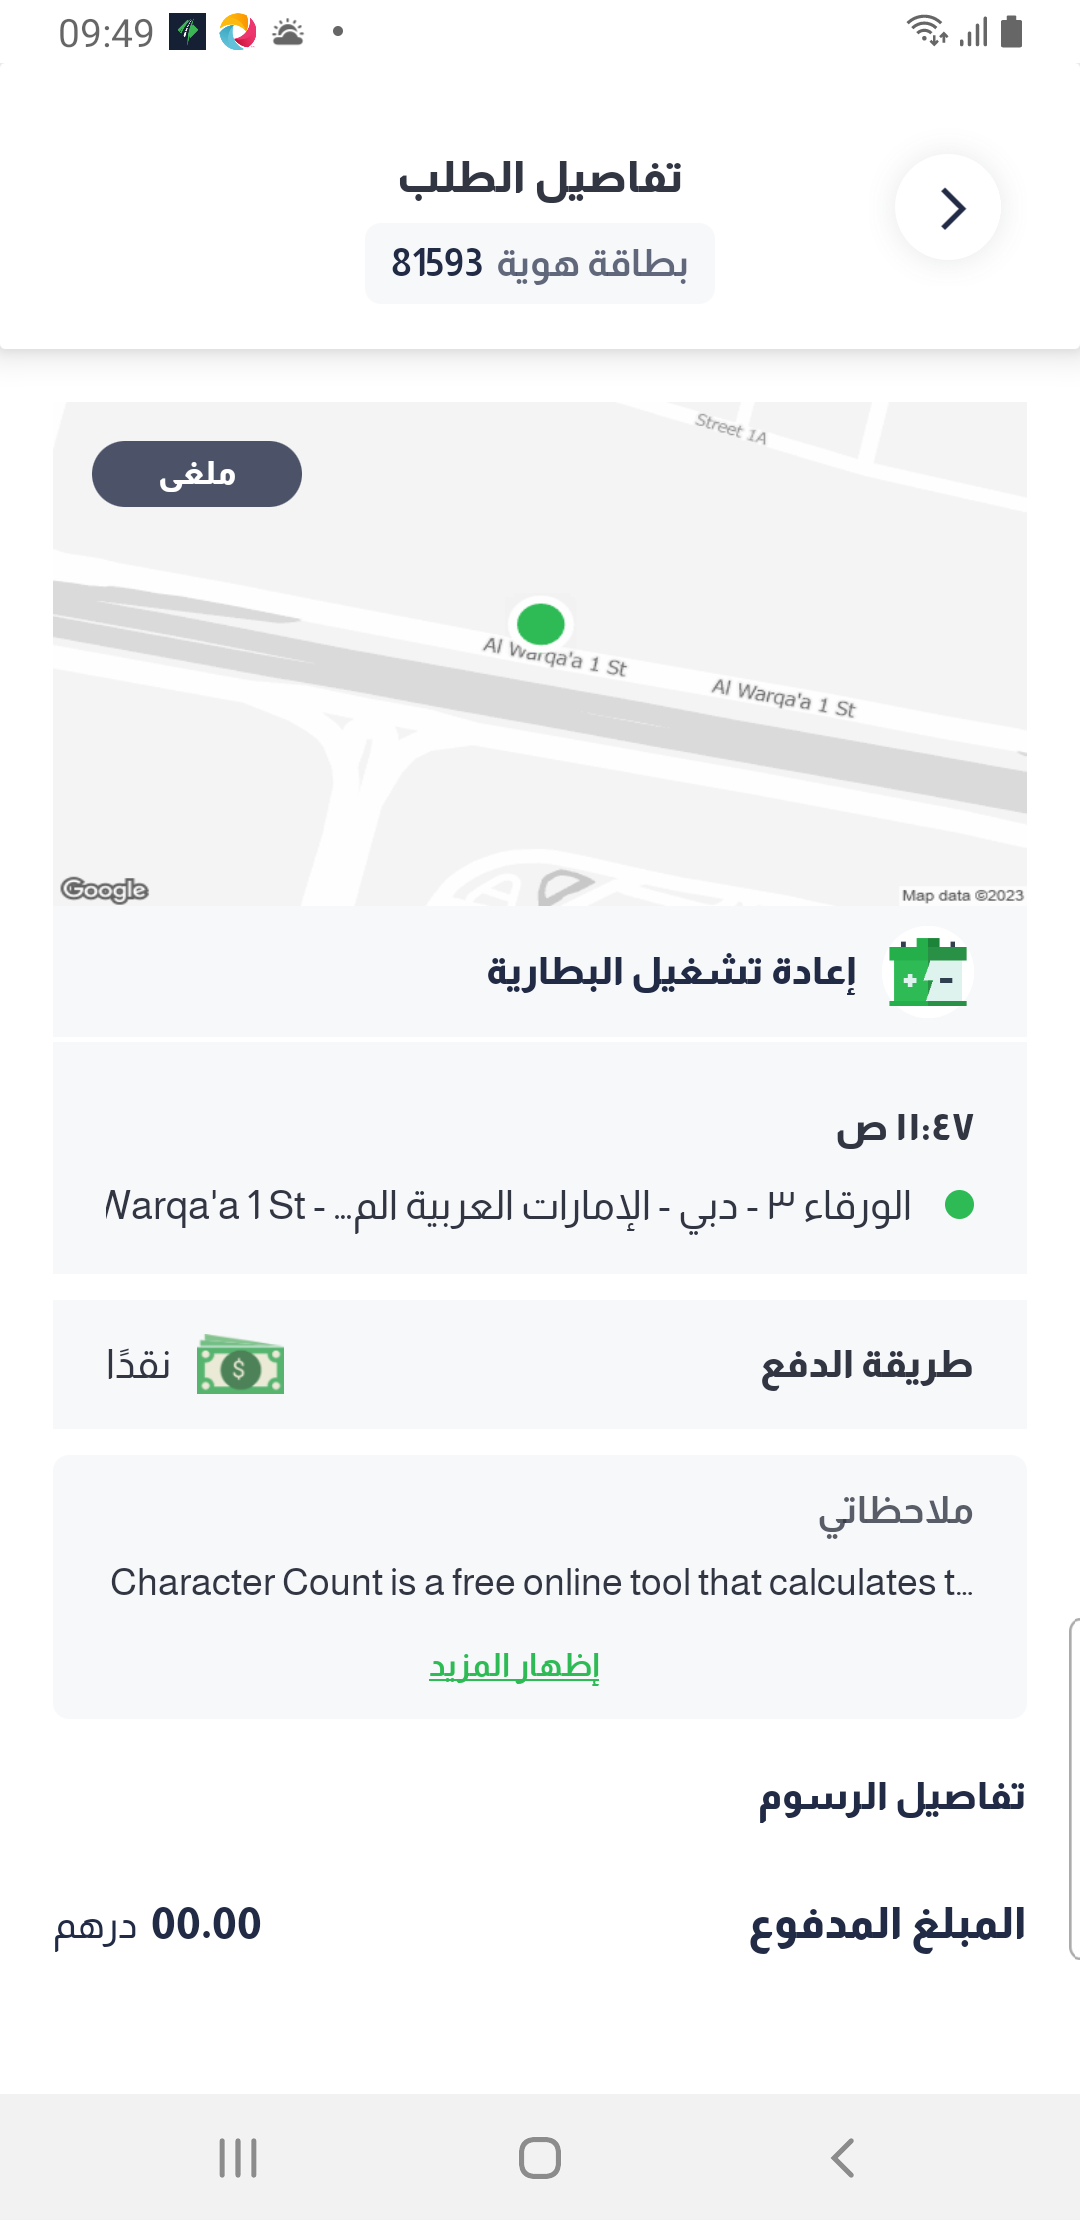 09:49
تفاصيل الطلب
بطاقة هوية 81593
ملغى
Street 1A
Al Warqa'a 1 St
Al Warqa'a 1 St
Google
Map data ©2023
إعادة تشغيل البطارية
١١:٤٧ ص
الورقاء ٣ - دبي - الإمارات العربية الم... - Warqa'a 1 St
طريقة الدفع
نقدًا
ملاحظاتي
Character Count is a free online tool that calculates t...
إظهار المزيد
تفاصيل الرسوم
المبلغ المدفوع
00.00 درهم